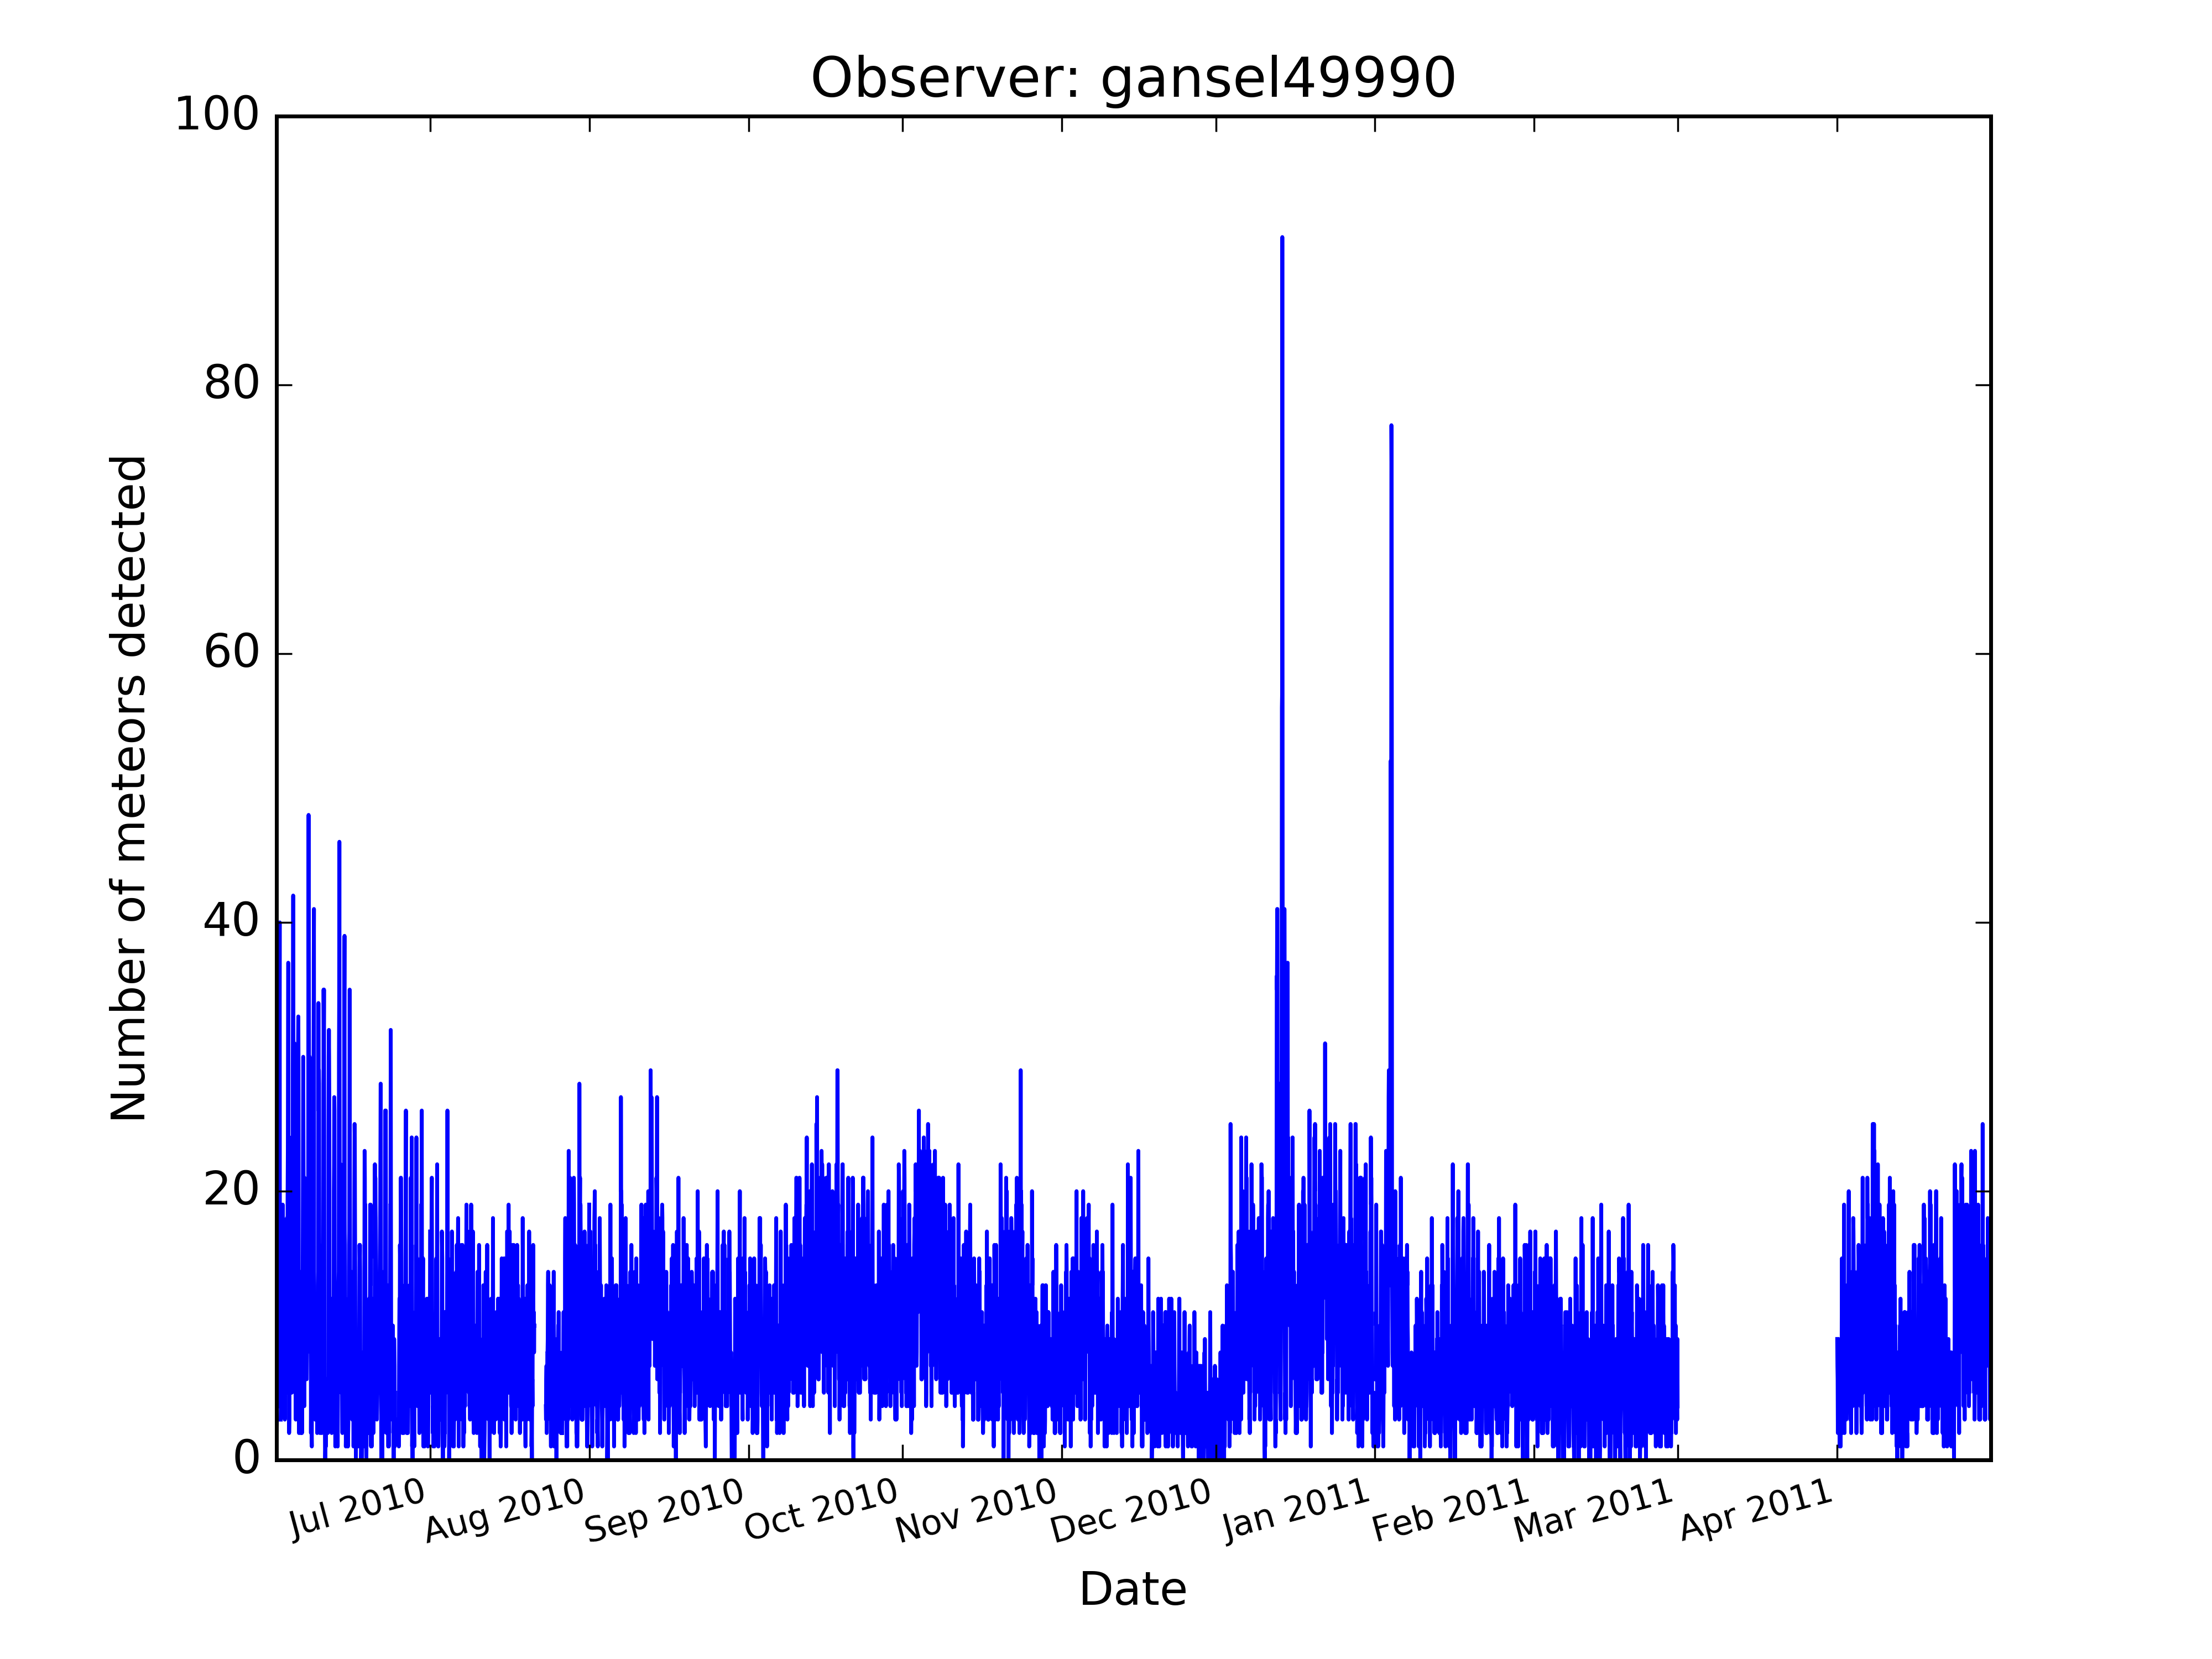 Observer: gansel49990
100
80
60
40
20
0
Number of meteors detected
Jul 2010
Aug 2010
Sep 2010
Oct 2010
Nov 2010
Dec 2010
Jan 2011
Feb 2011
Mar 2011
Apr 2011
Date